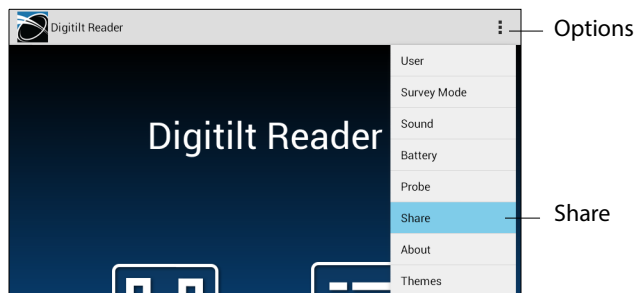 Digitilt Reader
Options
User
Survey Mode
Digitilt Reader
Sound
Battery
Probe
Share
Share
About
Themes